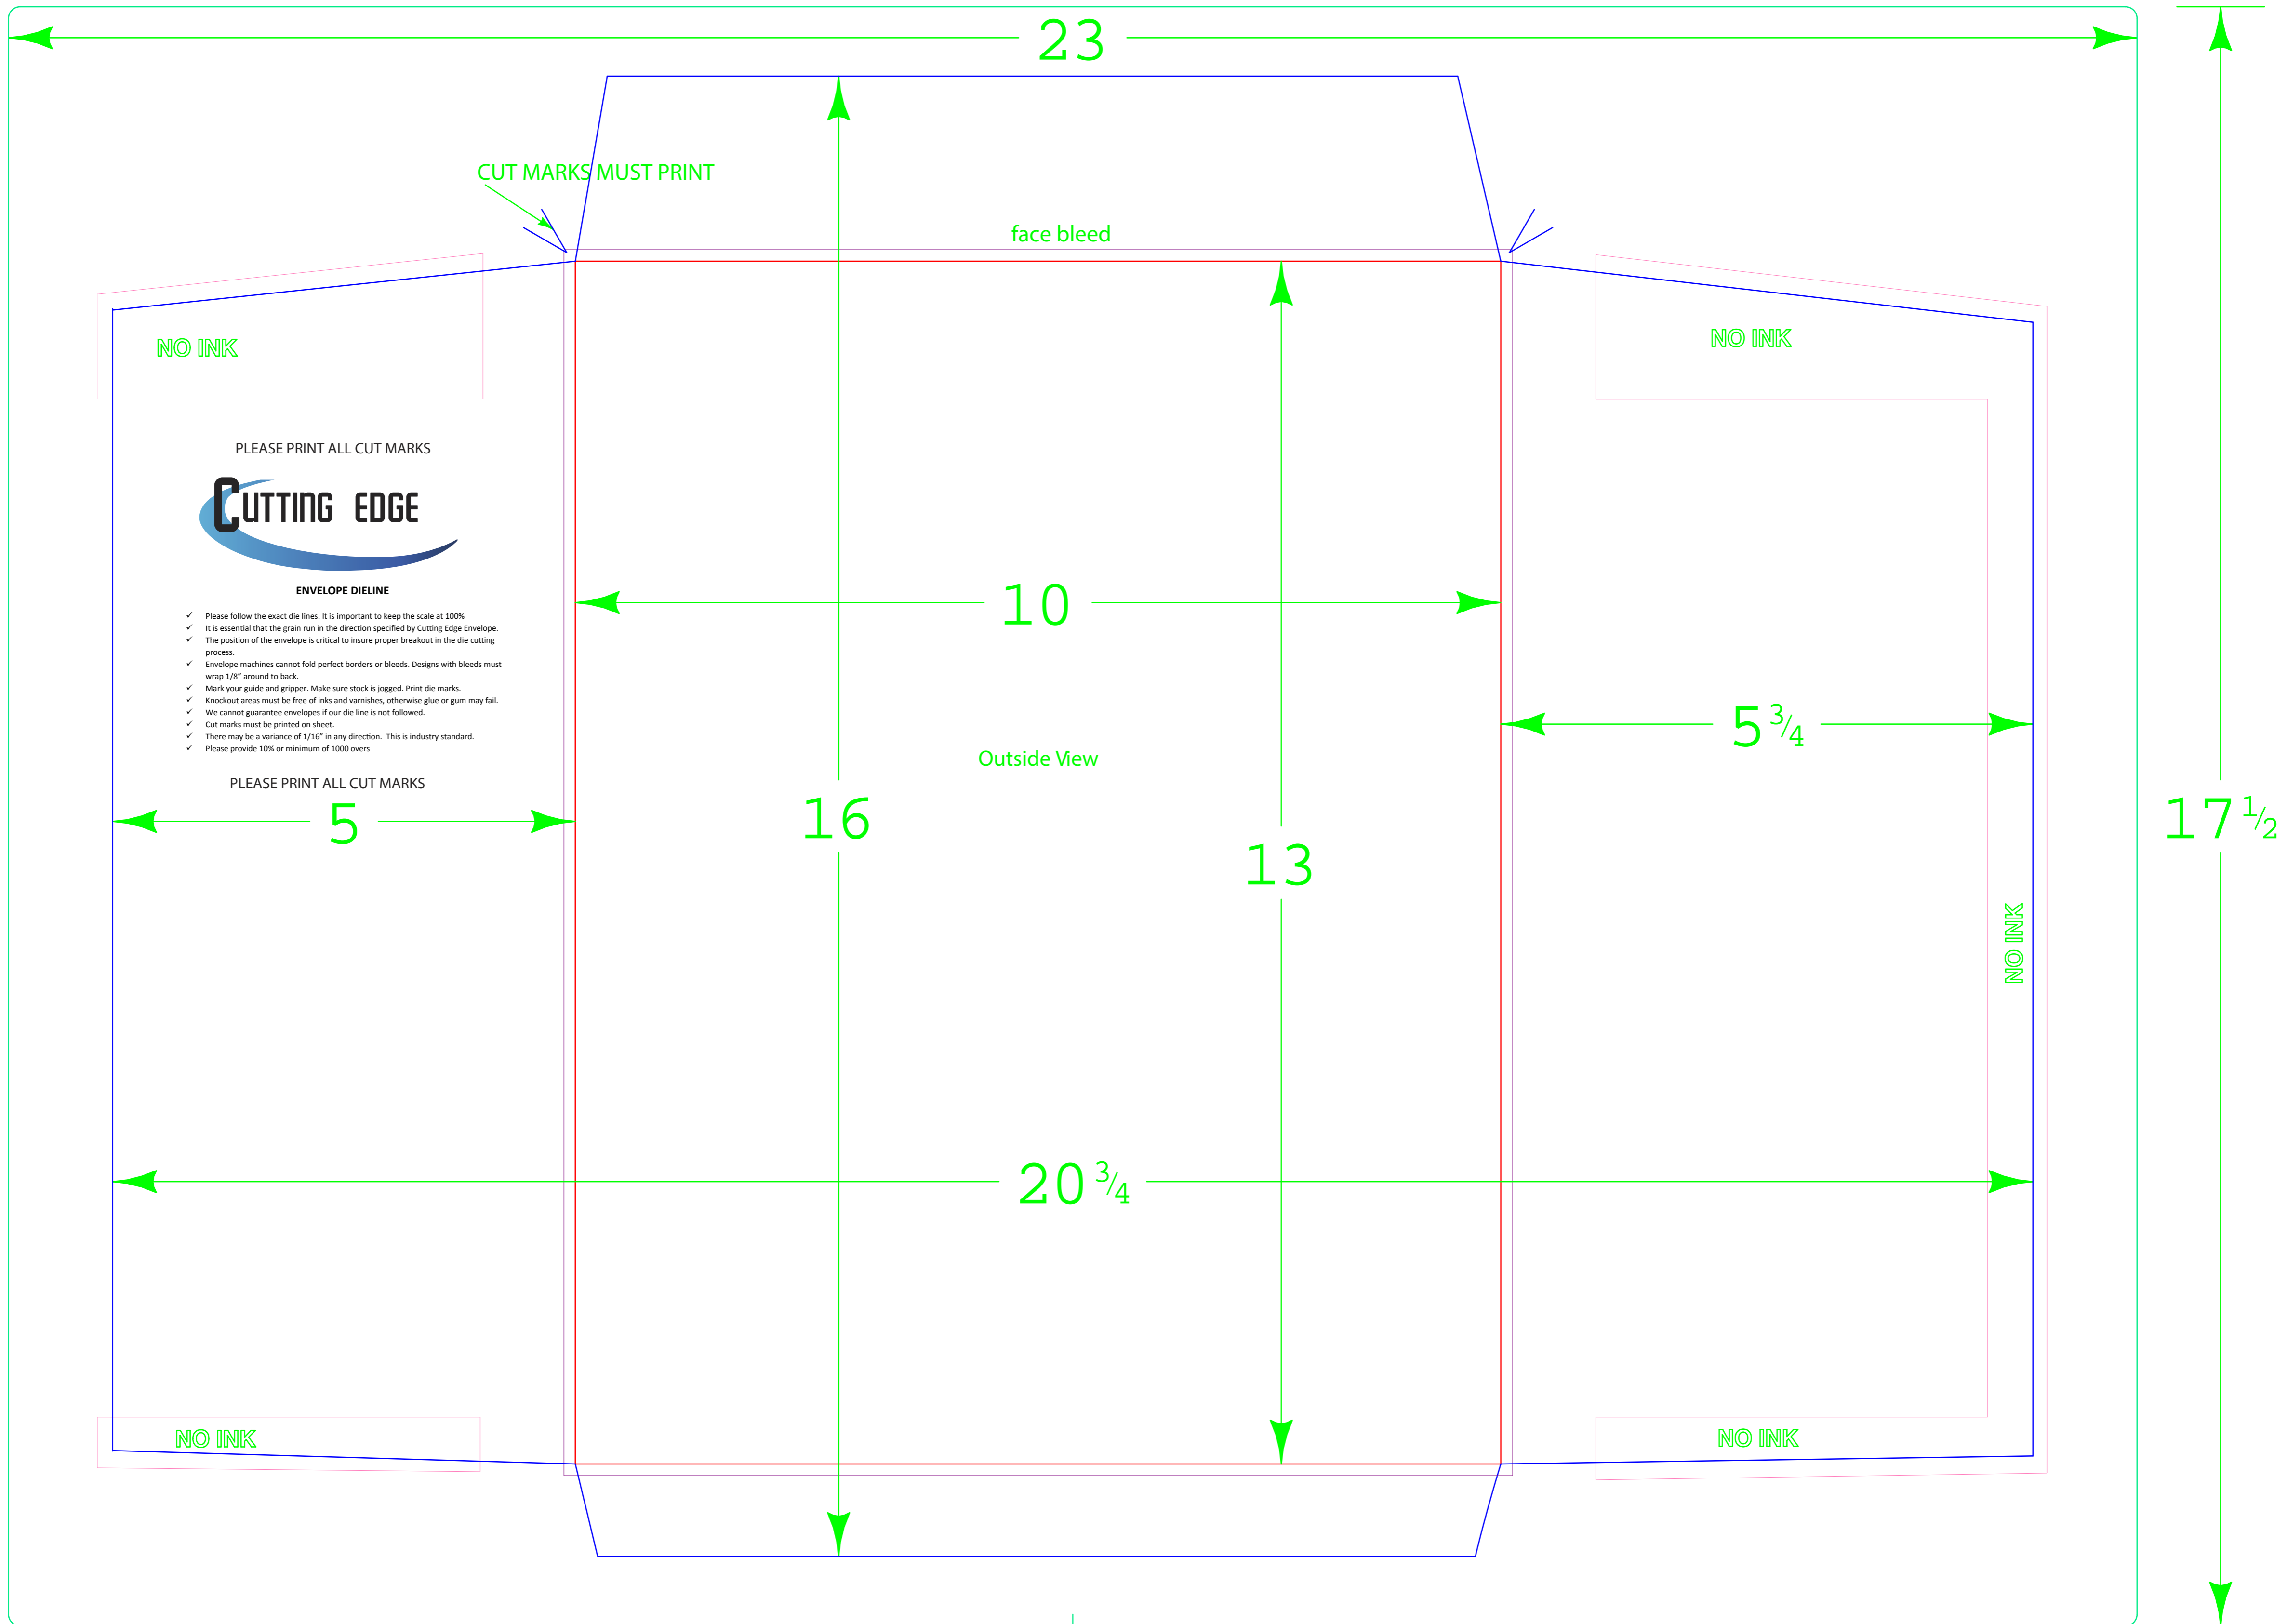 23
CUT MARKS MUST PRINT
face bleed
NO INK
NO INK
PLEASE PRINT ALL CUT MARKS
CUTTING EDGE
ENVELOPE DIELINE
✓ Please follow the exact die lines. It is important to keep the scale at 100%
✓ It is essential that the grain run in the direction specified by Cutting Edge Envelope.
✓ The position of the envelope is critical to insure proper breakout in the die cutting
process.
✓ Envelope machines cannot fold perfect borders or bleeds. Designs with bleeds must
wrap 1/8" around to back.
✓ Mark your guide and gripper. Make sure stock is jogged. Print die marks.
✓ Knockout areas must be free of inks and varnishes, otherwise glue or gum may fail.
✓ We cannot guarantee envelopes if our die line is not followed.
✓ Cut marks must be printed on sheet.
✓ There may be a variance of 1/16" in any direction. This is industry standard.
✓ Please provide 10% or minimum of 1000 overs
PLEASE PRINT ALL CUT MARKS
10
5 3/4
Outside View
5
16
13
17 1/2
NO INK
20 3/4
NO INK
NO INK